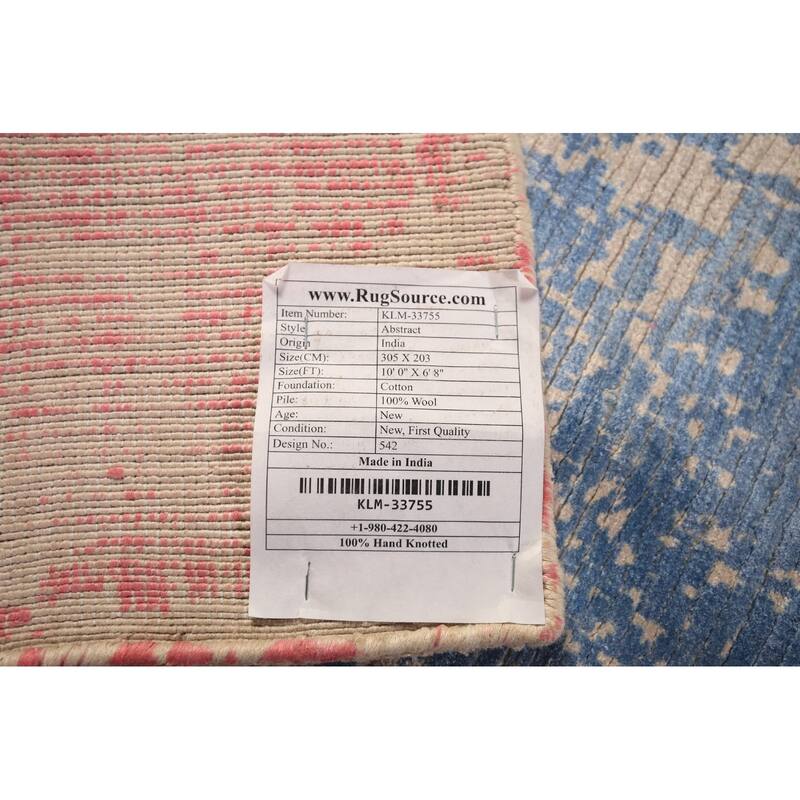 www.RugSource.com
Item Number: KLM-33755
Style Abstract
Origin India
Size(CM): 305 X 203
Size(FT): 10' 0" X 6' 8"
Foundation: Cotton
Pile: 100% Wool
Age: New
Condition: New, First Quality
Design No.: 542
Made in India
KLM-33755
+1-980-422-4080
100% Hand Knotted